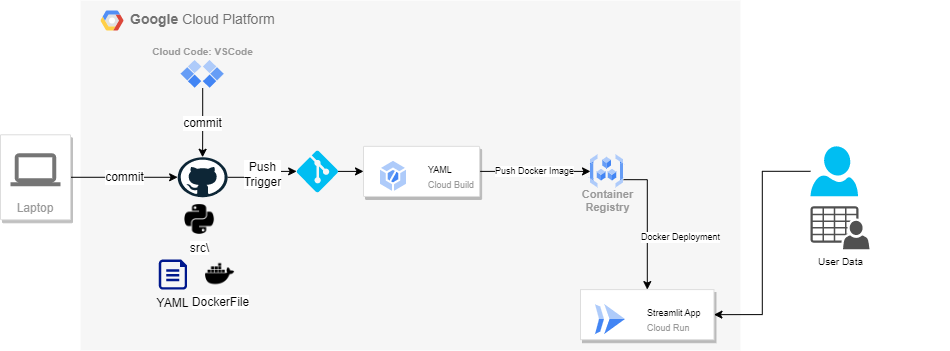 Google Cloud Platform
Cloud Code: VSCode
commit
Laptop
commit
Push
Trigger
src\
YAML
DockerFile
YAML
Cloud Build
Push Docker Image
Container
Registry
Docker Deployment
Streamlit App
Cloud Run
User Data